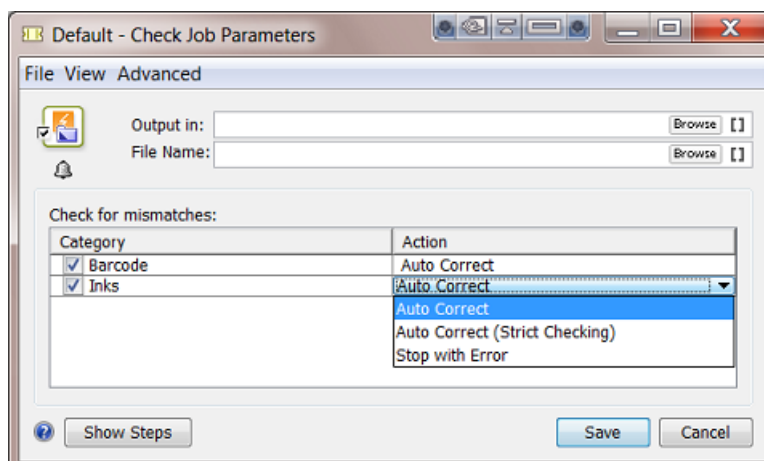 Default - Check Job Parameters
File View Advanced
Output in: Browse []
File Name: Browse []
Check for mismatches:
Category Action
Barcode Auto Correct
Inks Auto Correct
Auto Correct
Auto Correct (Strict Checking)
Stop with Error
? Show Steps Save Cancel